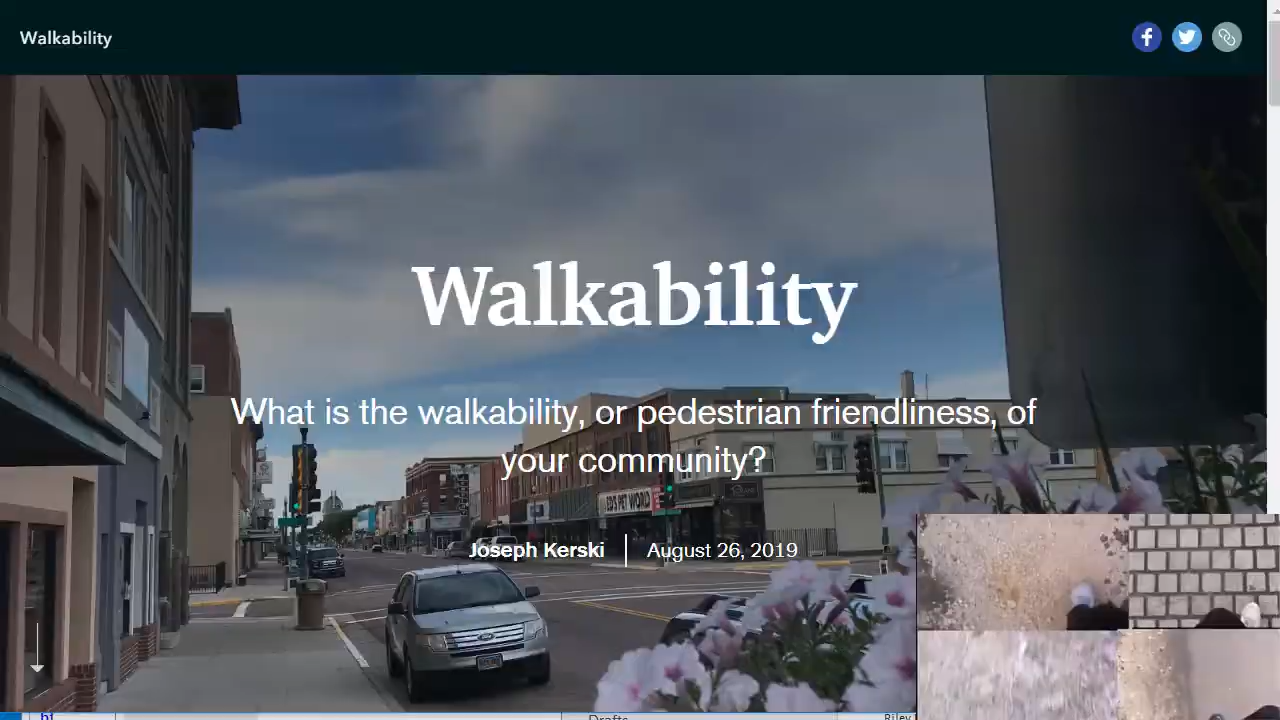 Walkability
Walkability
What is the walkability, or pedestrian friendliness, of
your community?
Joseph Kerski
August 26, 2019
ED'S PET WORLD
Drafts